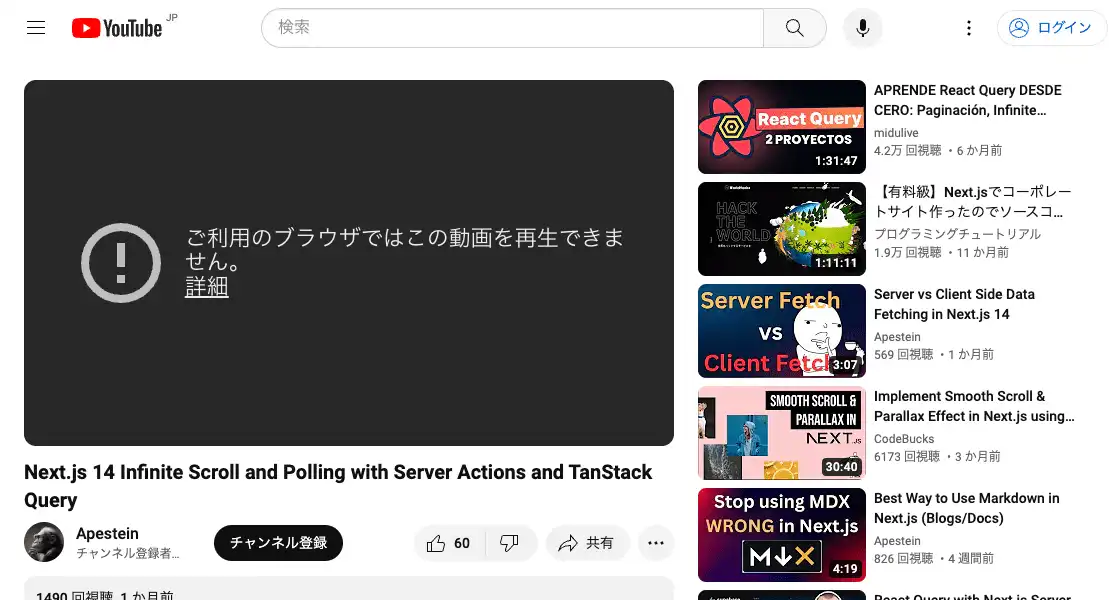 YouTube JP
検索
ログイン
ご利用のブラウザではこの動画を再生できま
せん。
詳細
Next.js 14 Infinite Scroll and Polling with Server Actions and TanStack
Query
Apestein
チャンネル登録者…
チャンネル登録
60
共有
1490 回視聴 1 か月前
React Query
2 PROYECTOS
1:31:47
APRENDE React Query DESDE
CERO: Paginación, Infinite…
midulive
4.2万 回視聴 ・6 か月前
HACK
THE
WORLD
1:11:11
【有料級】Next.jsでコーポレー
トサイト作ったのでソースコ…
プログラミングチュートリアル
1.9万 回視聴 ・11 か月前
Server Fetch
VS
Client Fetch
3:07
Server vs Client Side Data
Fetching in Next.js 14
Apestein
569 回視聴 ・1 か月前
SMOOTH SCROLL &
PARALLAX IN
NEXT.JS
30:40
Implement Smooth Scroll &
Parallax Effect in Next.js using…
CodeBucks
6173 回視聴 ・3 か月前
Stop using MDX
WRONG in Next.js
M
4:19
Best Way to Use Markdown in
Next.js (Blogs/Docs)
Apestein
826 回視聴 ・4 週間前
React Query with Next.js Server